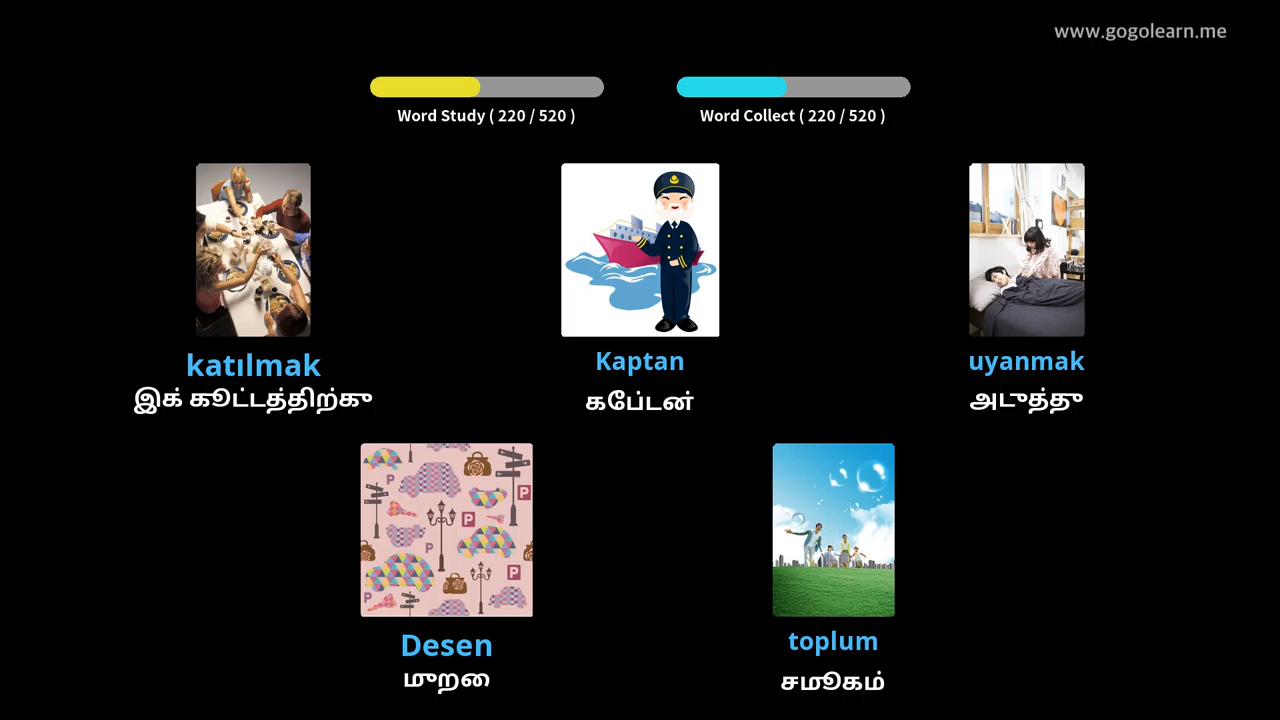 www.gogolearn.me
Word Study ( 220 / 520 )
Word Collect ( 220 / 520 )
katılmak
இக் கூட்டத்திற்கு
Kaptan
கேப்டன்
uyanmak
அடுத்து
Desen
முறை
toplum
சமூகம்